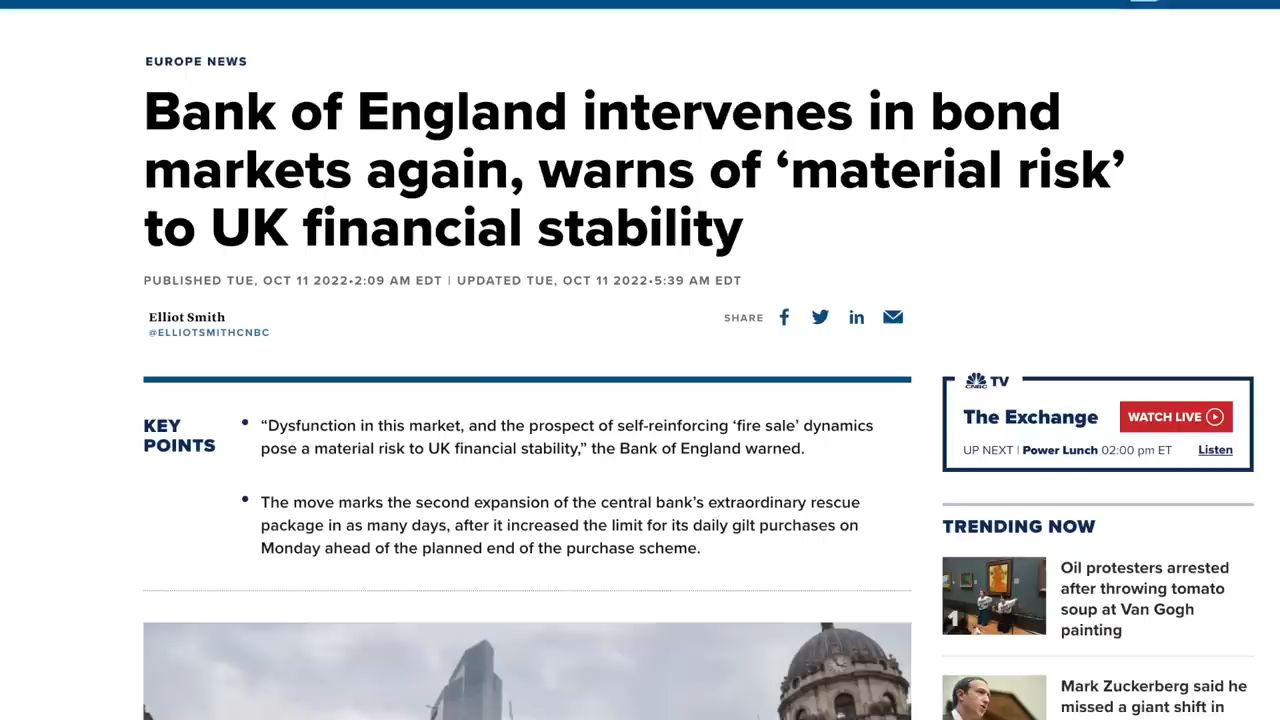 EUROPE NEWS
Bank of England intervenes in bond
markets again, warns of ‘material risk’
to UK financial stability
PUBLISHED TUE, OCT 11 2022•2:09 AM EDT | UPDATED TUE, OCT 11 2022•5:39 AM EDT
Elliot Smith
@ELLIOTSMITHCNBC
SHARE
KEY
POINTS
• “Dysfunction in this market, and the prospect of self-reinforcing ‘fire sale’ dynamics
pose a material risk to UK financial stability,” the Bank of England warned.
• The move marks the second expansion of the central bank’s extraordinary rescue
package in as many days, after it increased the limit for its daily gilt purchases on
Monday ahead of the planned end of the purchase scheme.
CNBC TV
The Exchange
WATCH LIVE
UP NEXT | Power Lunch 02:00 pm ET
Listen
TRENDING NOW
1
Oil protesters arrested
after throwing tomato
soup at Van Gogh
painting
Mark Zuckerberg said he
missed a giant shift in